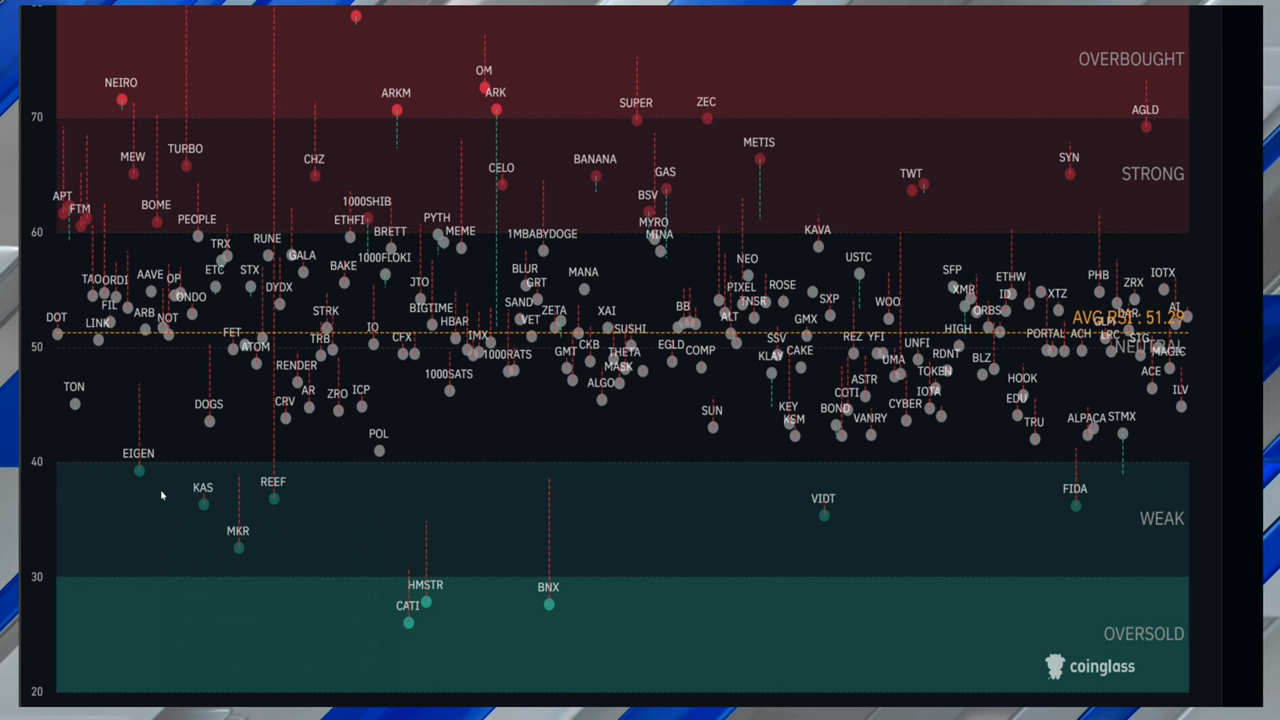 OVERBOUGHT
OM
NEIRO
ARKM
ARK
SUPER
ZEC
AGLD
70
METIS
TURBO
MEW
CHZ
BANANA
SYN
CELO
GAS
TWT
STRONG
APT
BSV
1000SHIB
FTM
BOME
PEOPLE
ETHFI
PYTH
MYRO
KAVA
60
BRETT
MEME
1MBABYDOGE
MINA
TRX
RUNE
GALA
1000FLOKI
NEO
USTC
BAKE
ETC
STX
BLUR
MANA
SFP
IOTX
TAO
ORDI
AAVE
OP
JTO
GRT
ETHW
PHB
ZRX
DYDX
PIXEL
ROSE
XMR
ONDO
SAND
SXP
WOO
ID
XTZ
FIL
BIGTIME
ZETA
XAI
BB
TNSR
ORBS
ARB
NOT
STRK
VET
ALT
GMX
AVG RSI : 51.29
DOT
LINK
HBAR
IO
SUSHI
HIGH
FET
TRB
CFX
IMX
CKB
SSV
REZ
YFI
PORTAL
ACH
LRC
STG
50
ATOM
1000RATS
GMT
THETA
EGLD
COMP
KLAY
CAKE
UNFI
RDNT
BLZ
NEUTRAL
MAGIC
RENDER
MASK
UMA
TOKEN
ACE
TON
1000SATS
ALGO
ASTR
HOOK
CRV
AR
ZRO
ICP
COTI
IOTA
ILV
DOGS
SUN
KEY
BOND
CYBER
EDU
KSM
VANRY
TRU
ALPACA
STMX
POL
40
EIGEN
KAS
REEF
VIDT
FIDA
MKR
WEAK
30
HMSTR
BNX
CATI
OVERSOLD
coinglass
20